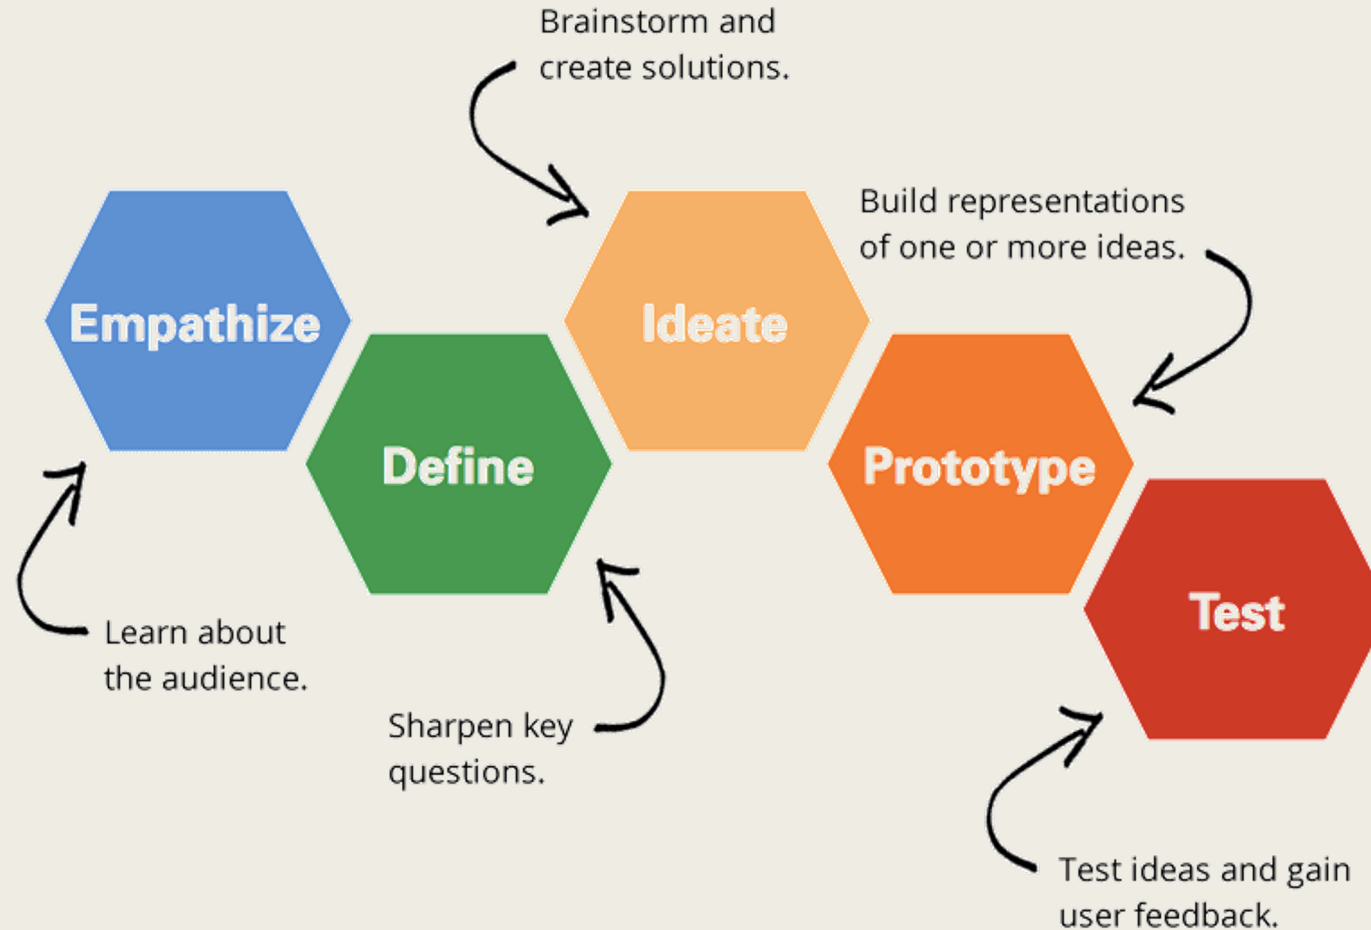 Brainstorm and
create solutions.
Build representations
of one or more ideas.
Empathize
Ideate
Define
Prototype
Test
Learn about
the audience.
Sharpen key
questions.
Test ideas and gain
user feedback.